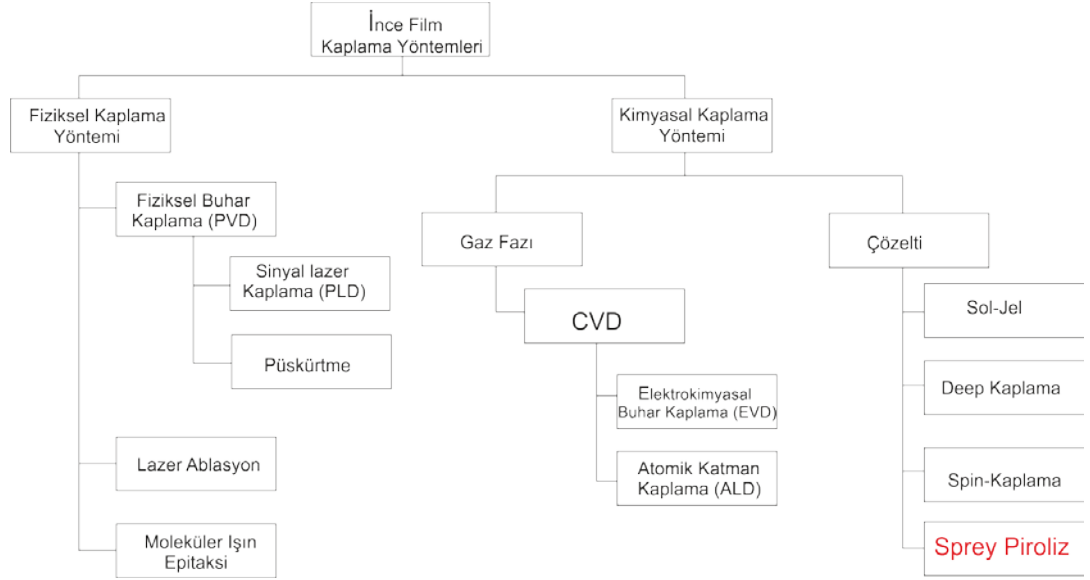 İnce Film
Kaplama Yöntemleri
Fiziksel Kaplama
Yöntemi
Fiziksel Buhar
Kaplama (PVD)
Sinyal lazer
Kaplama (PLD)
Püskürtme
Lazer Ablasyon
Moleküler Işın
Epitaksi
Kimyasal Kaplama
Yöntemi
Gaz Fazı
CVD
Elektrokimyasal
Buhar Kaplama (EVD)
Atomik Katman
Kaplama (ALD)
Çözelti
Sol-Jel
Deep Kaplama
Spin-Kaplama
Sprey Piroliz